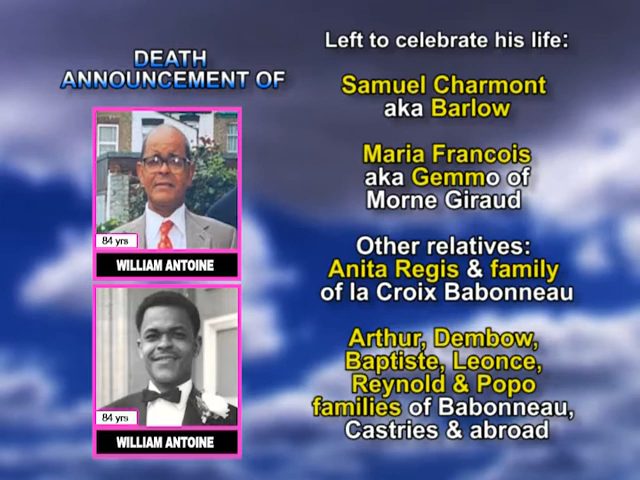 DEATH
ANNOUNCEMENT OF
84 yrs
WILLIAM ANTOINE
84 yrs
WILLIAM ANTOINE
Left to celebrate his life:
Samuel Charmont
aka Barlow
Maria Francois
aka Gemmo of
Morne Giraud
Other relatives:
Anita Regis & family
of la Croix Babonneau
Arthur, Dembow,
Baptiste, Leonce,
Reynold & Popo
families of Babonneau,
Castries & abroad